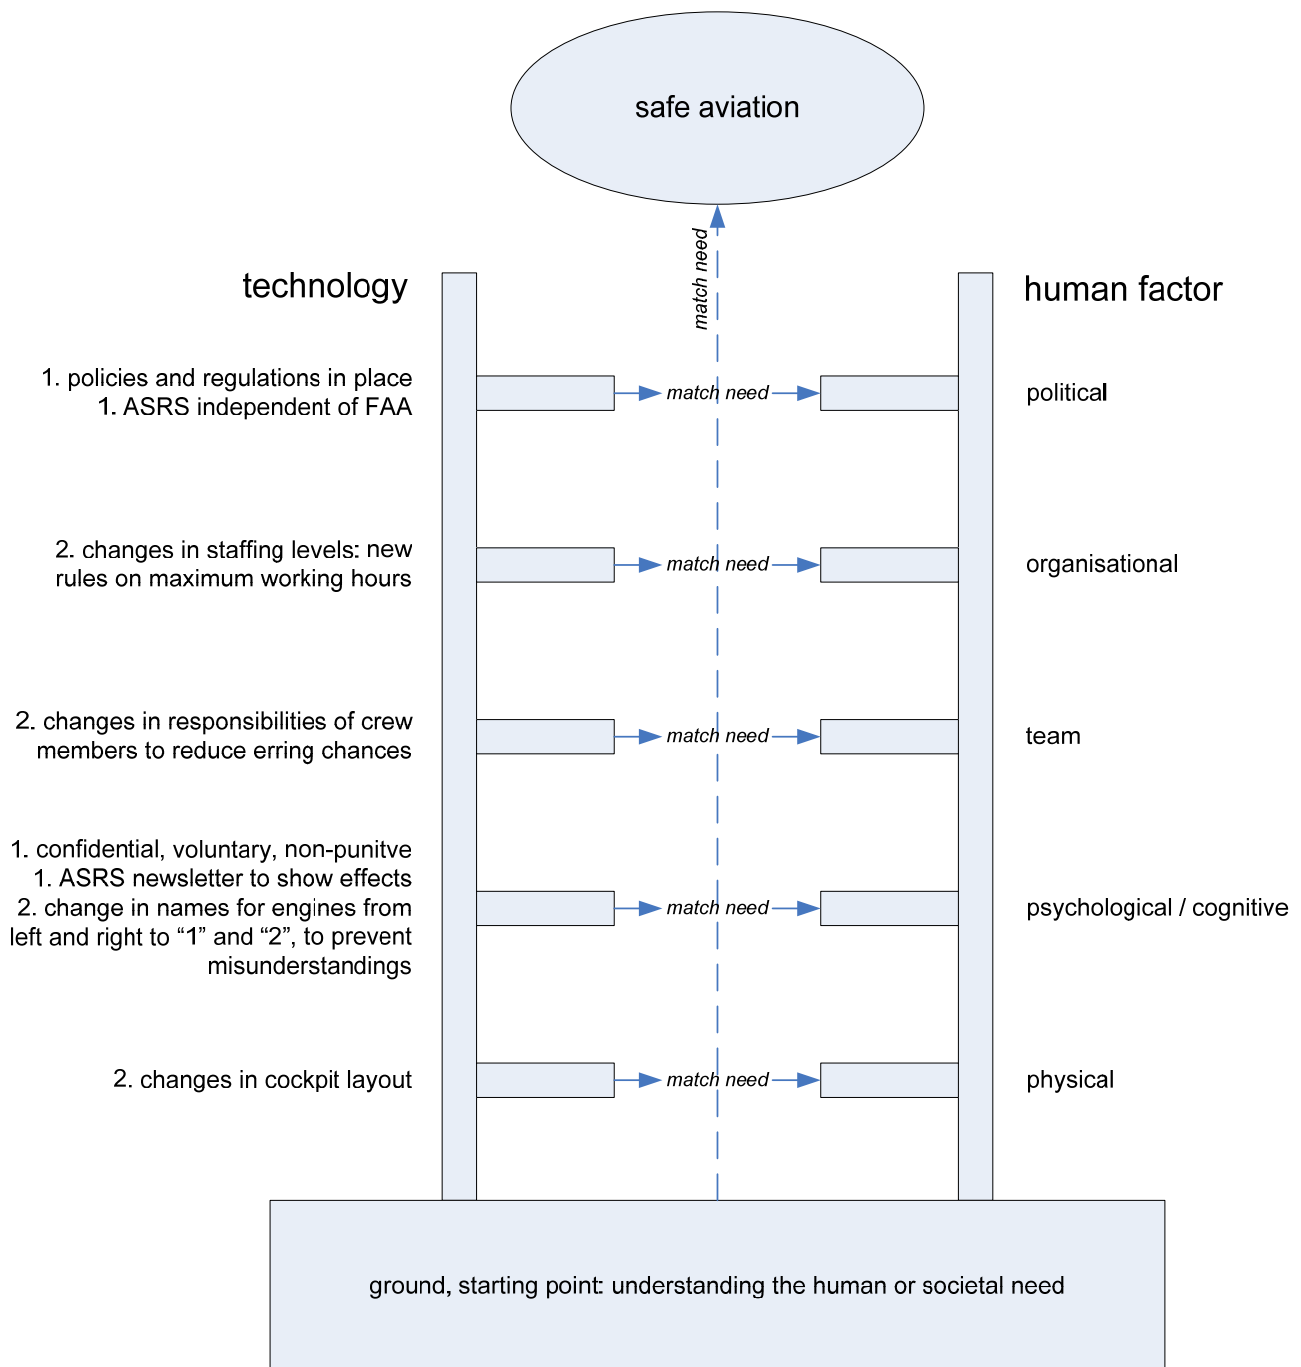 safe aviation
match need
technology
human factor
1. policies and regulations in place
1. ASRS independent of FAA
match need
political
2. changes in staffing levels: new
rules on maximum working hours
match need
organisational
2. changes in responsibilities of crew
members to reduce erring chances
match need
team
1. confidential, voluntary, non-punitve
1. ASRS newsletter to show effects
2. change in names for engines from
left and right to “1” and “2”, to prevent
misunderstandings
match need
psychological / cognitive
2. changes in cockpit layout
match need
physical
ground, starting point: understanding the human or societal need